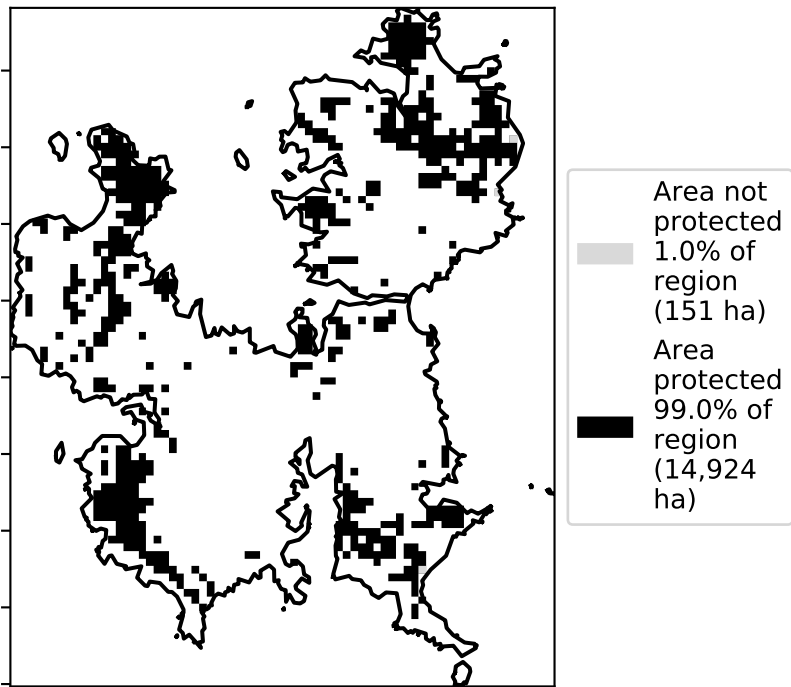 Area not
protected
1.0% of
region
(151 ha)
Area
protected
99.0% of
region
(14,924
ha)